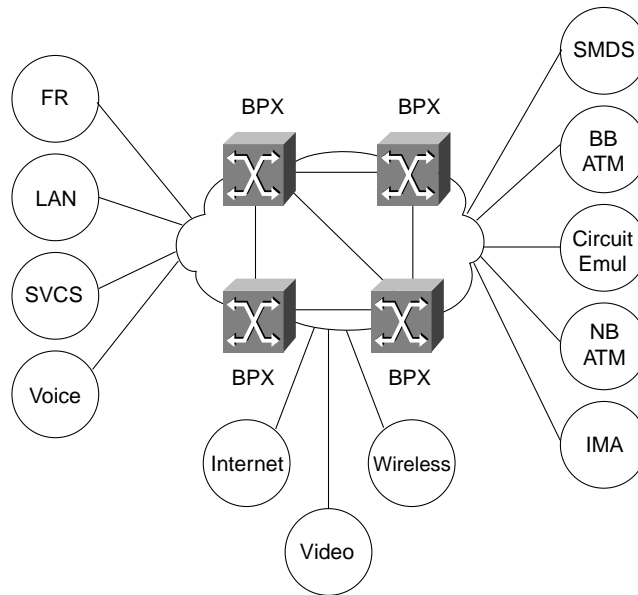 SMDS
FR
BPX
BPX
BB
ATM
LAN
Circuit
Emul
SVCS
NB
ATM
BPX
BPX
Voice
IMA
Internet
Wireless
Video